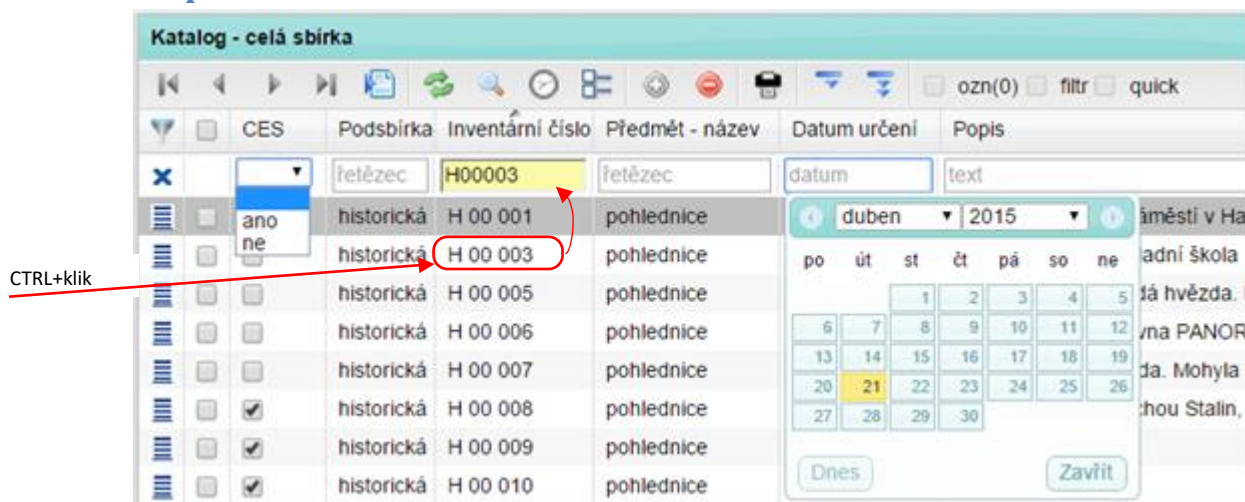 Katalog - celá sbírka
ozn(0) filtr quick
CES Podsbírka Inventární číslo Předmět - název Datum určení Popis
řetězec H00003 řetězec datum text
ano
ne
historická H 00 001 pohlednice áměstí v Ha
historická H 00 003 pohlednice adní škola
CTRL+klik
historická H 00 005 pohlednice dá hvězda.
historická H 00 006 pohlednice vna PANOR
historická H 00 007 pohlednice da. Mohyla
historická H 00 008 pohlednice chou Stalin,
historická H 00 009 pohlednice
historická H 00 010 pohlednice
duben 2015
po út st čt pá so ne
1 2 3 4 5
6 7 8 9 10 11 12
13 14 15 16 17 18 19
20 21 22 23 24 25 26
27 28 29 30
Dnes Zavřít